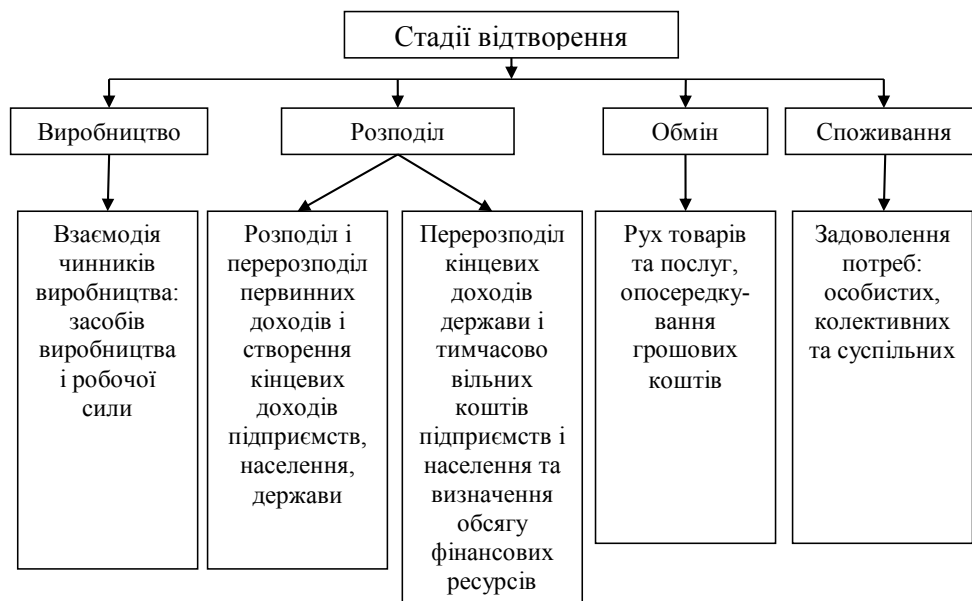 Стадії відтворення
Виробництво
Розподіл
Обмін
Споживання
Взаємодія
чинників
виробництва:
засобів
виробництва
і робочої
сили
Розподіл і
перерозподіл
первинних
доходів і
створення
кінцевих
доходів
підприємств,
населення,
держави
Перерозподіл
кінцевих
доходів
держави і
тимчасово
вільних
коштів
підприємств і
населення та
визначення
обсягу
фінансових
ресурсів
Рух товарів
та послуг,
опосередку-
вання
грошових
коштів
Задоволення
потреб:
особистих,
колективних
та суспільних